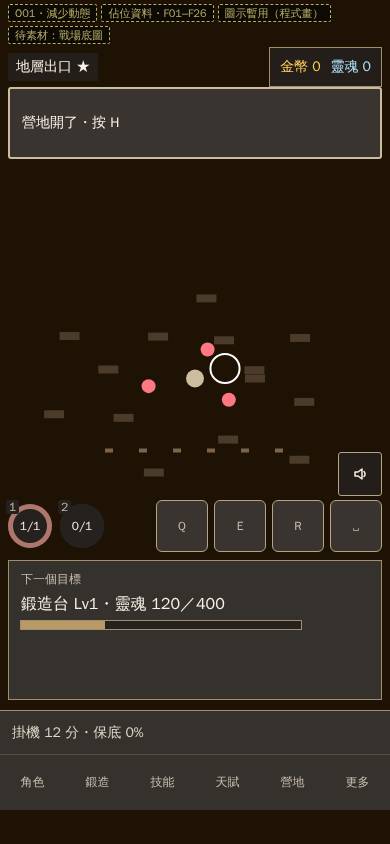 001・減少動態 佔位資料・F01–F26 圖示暫用（程式畫）
待素材：戰場底圖
地層出口 ★ 金幣 0 靈魂 0
營地開了・按 H
1 2
1/1 0/1 Q E R ⎵
下一個目標
鍛造台 Lv1・靈魂 120／400
掛機 12 分・保底 0%
角色 鍛造 技能 天賦 營地 更多